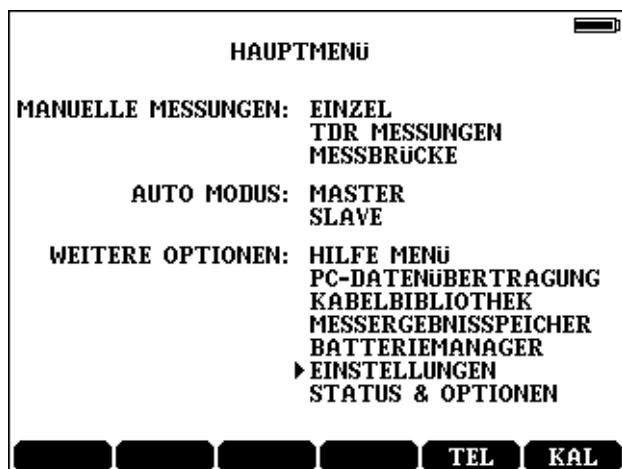 HAUPTMENü
MANUELLE MESSUNGEN: EINZEL
TDR MESSUNGEN
MESSBRüCKE
AUTO MODUS: MASTER
SLAVE
WEITERE OPTIONEN: HILFE MENü
PC-DATENüBERTRAGUNG
KABELBIBLIOTHEK
MESSERGEBNISSPEICHER
BATTERIEMANAGER
EINSTELLUNGEN
STATUS & OPTIONEN
TEL KAL